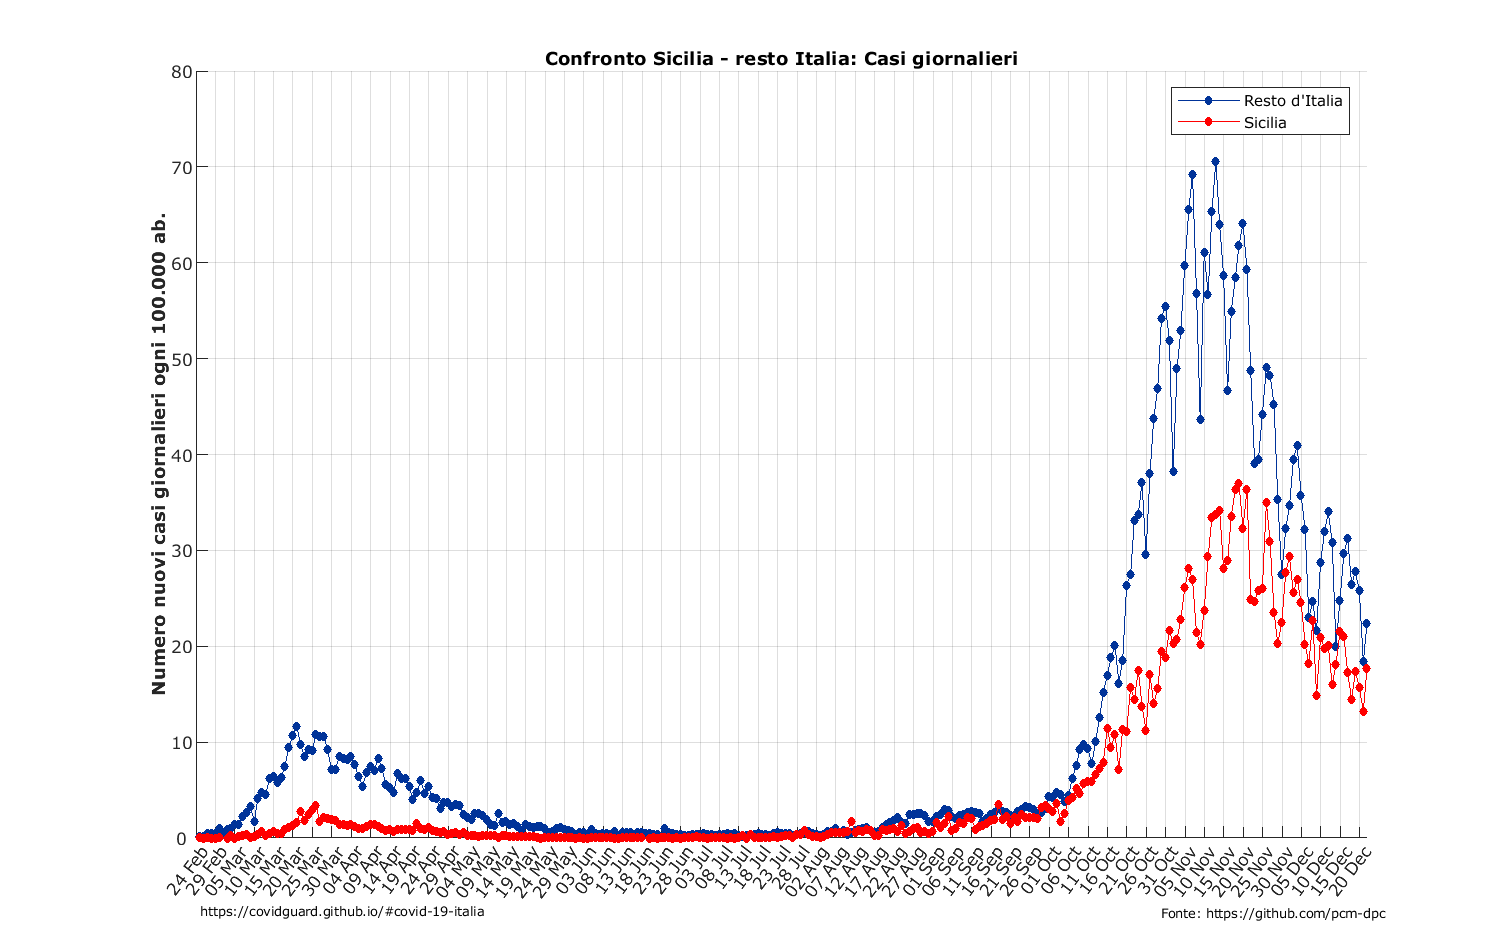 Confronto Sicilia - resto Italia: Casi giornalieri
Resto d'Italia
Sicilia
Numero nuovi casi giornalieri ogni 100.000 ab.
80
70
60
50
40
30
20
10
0
24 Feb
29 Feb
05 Mar
10 Mar
15 Mar
20 Mar
25 Mar
30 Mar
04 Apr
09 Apr
14 Apr
19 Apr
24 Apr
29 Apr
04 May
09 May
14 May
19 May
24 May
29 May
03 Jun
08 Jun
13 Jun
18 Jun
23 Jun
28 Jun
03 Jul
08 Jul
13 Jul
18 Jul
23 Jul
28 Jul
02 Aug
07 Aug
12 Aug
17 Aug
22 Aug
27 Aug
01 Sep
06 Sep
11 Sep
16 Sep
21 Sep
26 Sep
01 Oct
06 Oct
11 Oct
16 Oct
21 Oct
26 Oct
31 Oct
05 Nov
10 Nov
15 Nov
20 Nov
25 Nov
30 Nov
05 Dec
10 Dec
15 Dec
20 Dec
https://covidguard.github.io/#covid-19-italia
Fonte: https://github.com/pcm-dpc